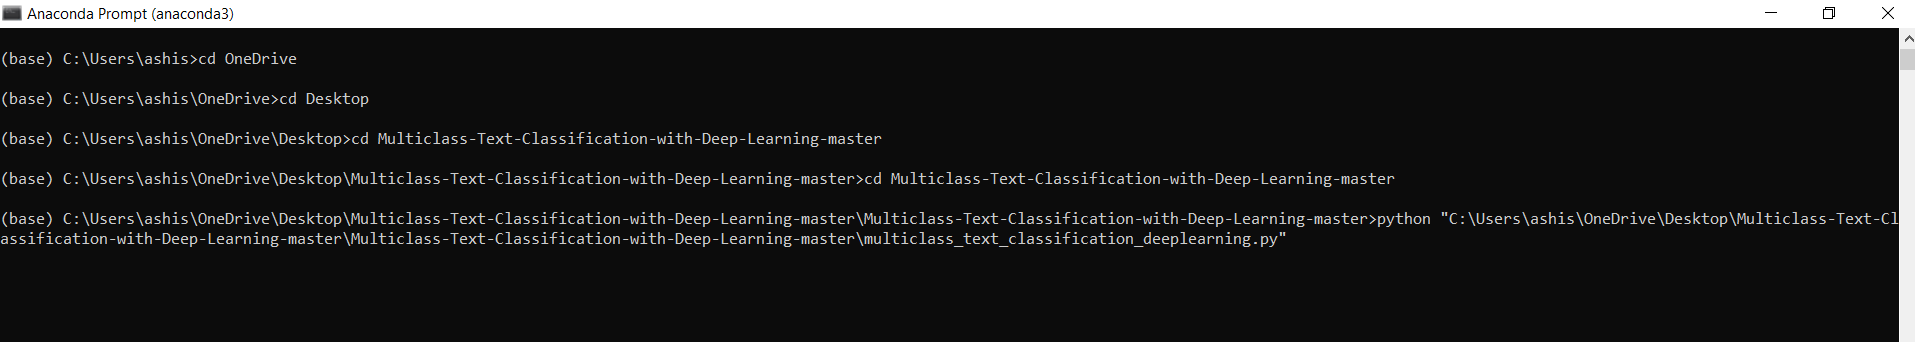 Anaconda Prompt (anaconda3)
(base) C:\Users\ashis>cd OneDrive
(base) C:\Users\ashis\OneDrive>cd Desktop
(base) C:\Users\ashis\OneDrive\Desktop>cd Multiclass-Text-Classification-with-Deep-Learning-master
(base) C:\Users\ashis\OneDrive\Desktop\Multiclass-Text-Classification-with-Deep-Learning-master>cd Multiclass-Text-Classification-with-Deep-Learning-master
(base) C:\Users\ashis\OneDrive\Desktop\Multiclass-Text-Classification-with-Deep-Learning-master\Multiclass-Text-Classification-with-Deep-Learning-master>python "C:\Users\ashis\OneDrive\Desktop\Multiclass-Text-Cl
assification-with-Deep-Learning-master\Multiclass-Text-Classification-with-Deep-Learning-master\multiclass_text_classification_deeplearning.py"